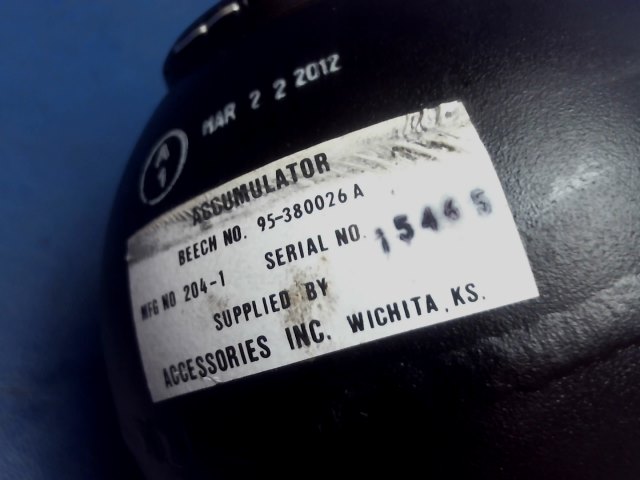 MAR 2 2 2012
A
1
ACCUMULATOR
BEECH NO. 95-380026 A
MFG NO 204-1 SERIAL NO. 15465
SUPPLIED BY
ACCESSORIES INC. WICHITA, KS.